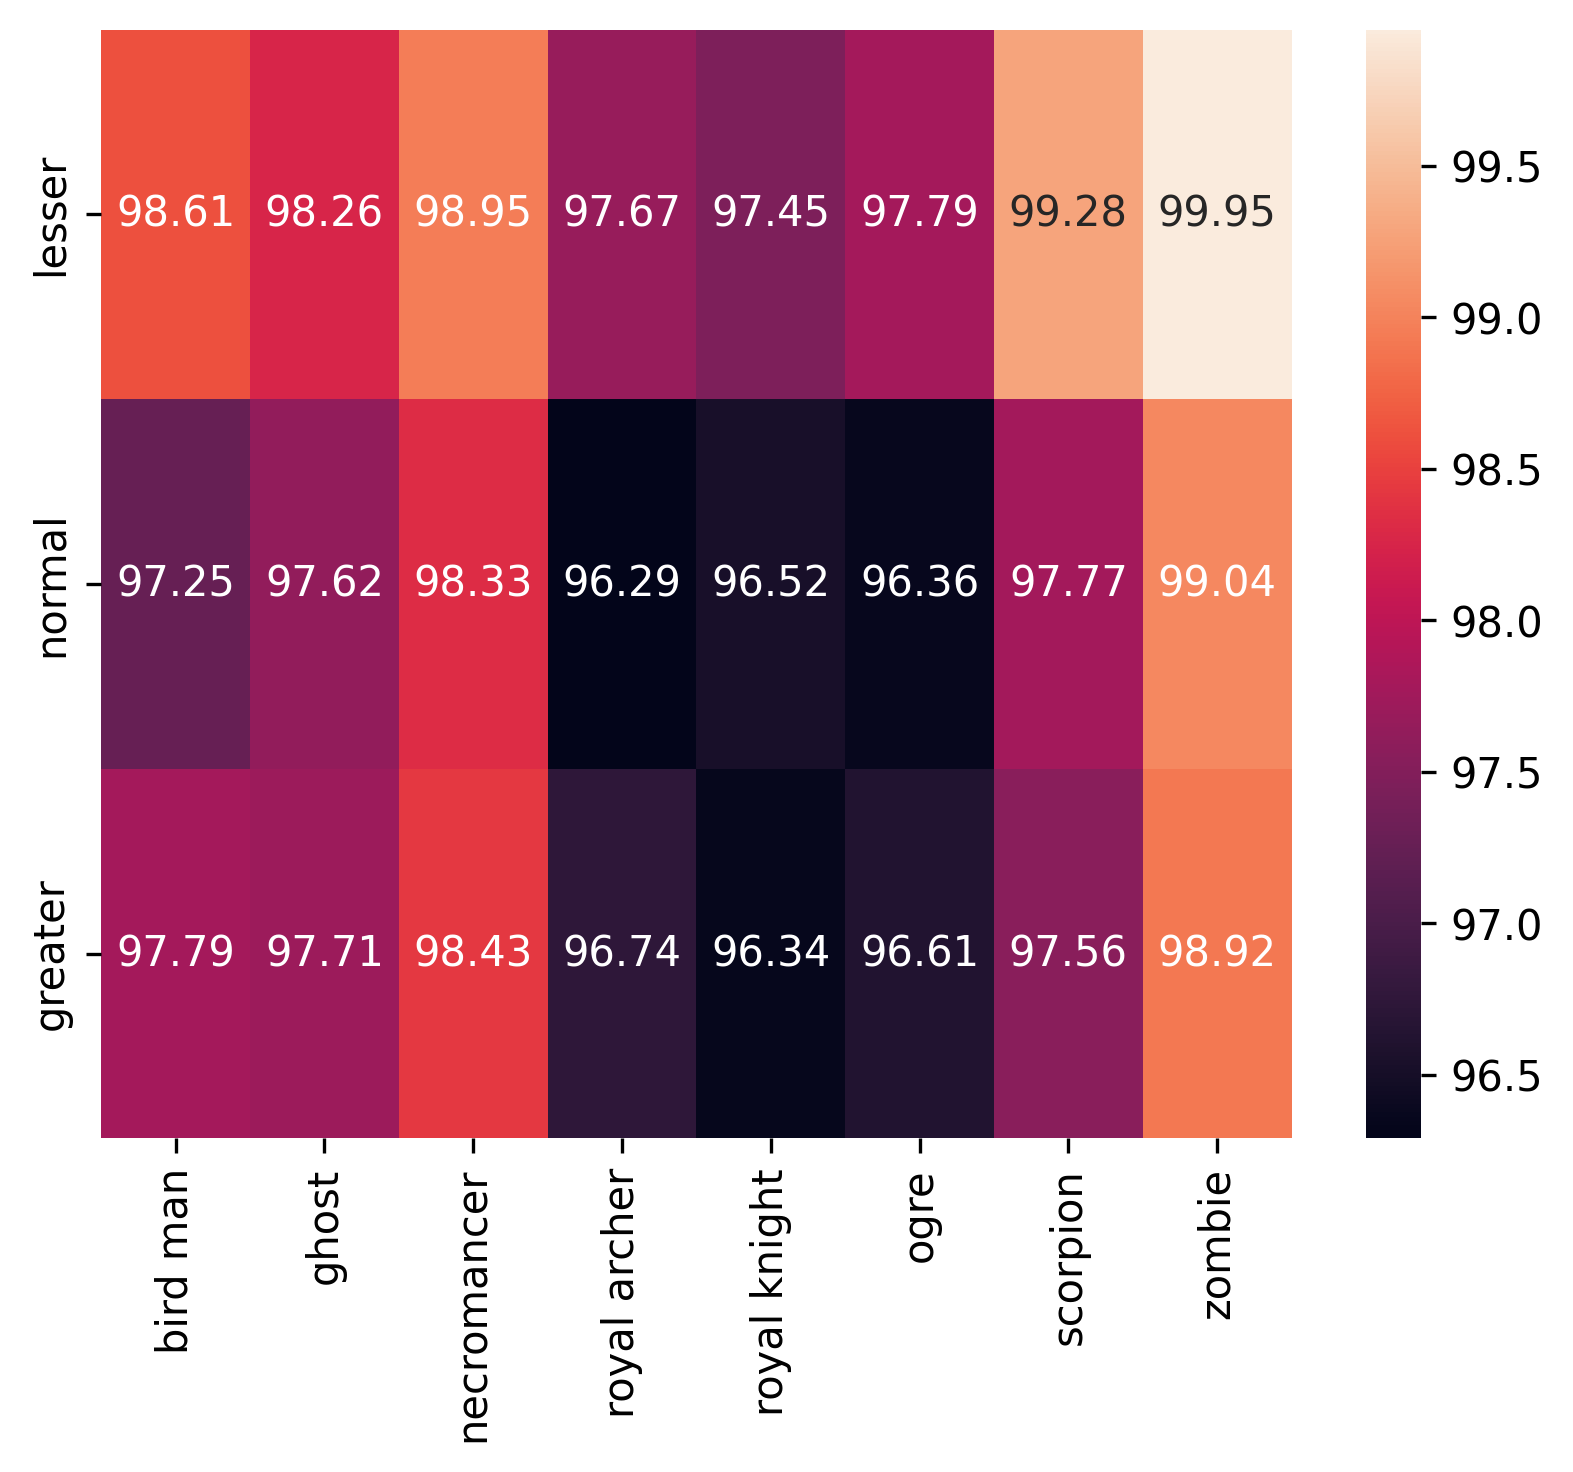 lesser 98.61 98.26 98.95 97.67 97.45 97.79 99.28 99.95
normal 97.25 97.62 98.33 96.29 96.52 96.36 97.77 99.04
greater 97.79 97.71 98.43 96.74 96.34 96.61 97.56 98.92
bird man
ghost
necromancer
royal archer
royal knight
ogre
scorpion
zombie
99.5
99.0
98.5
98.0
97.5
97.0
96.5